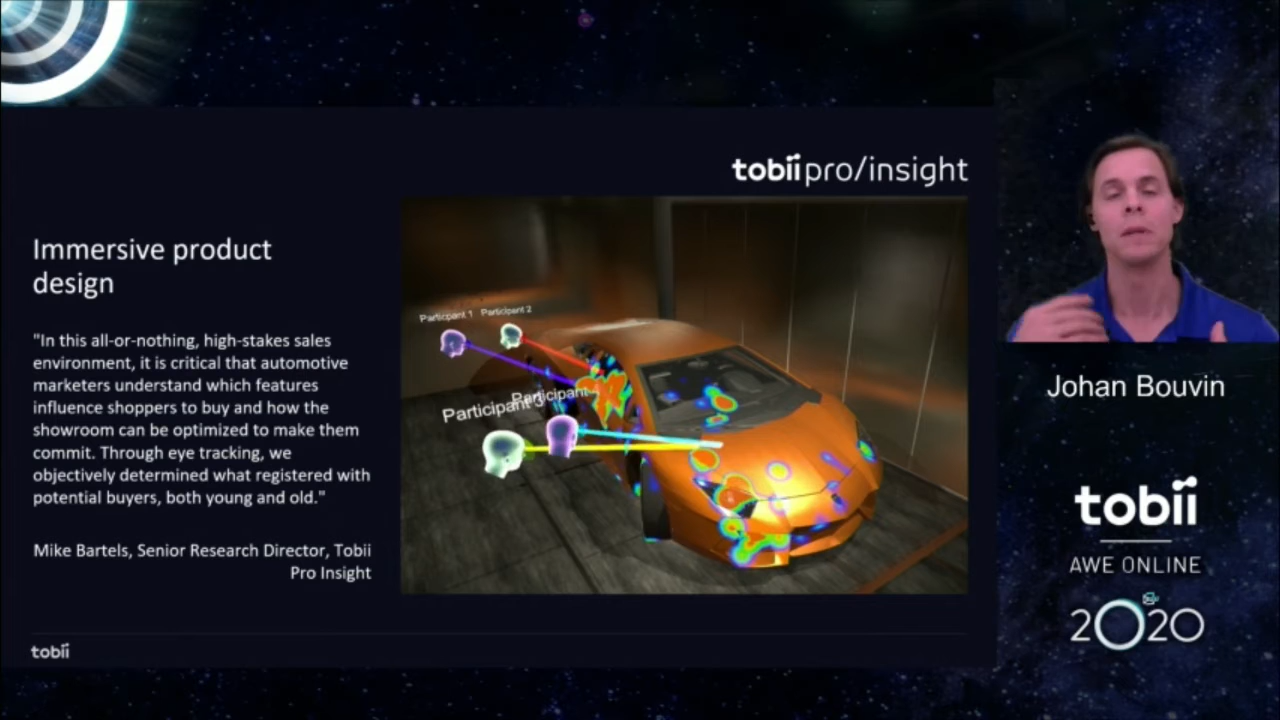 tobii pro/insight
Immersive product
design
"In this all-or-nothing, high-stakes sales
environment, it is critical that automotive
marketers understand which features
influence shoppers to buy and how the
showroom can be optimized to make them
commit. Through eye tracking, we
objectively determined what registered with
potential buyers, both young and old."
Mike Bartels, Senior Research Director, Tobii
Pro Insight
Participant 1 Participant 2
Participant 3
Participant
tobii
Johan Bouvin
tobii
AWE ONLINE
2020